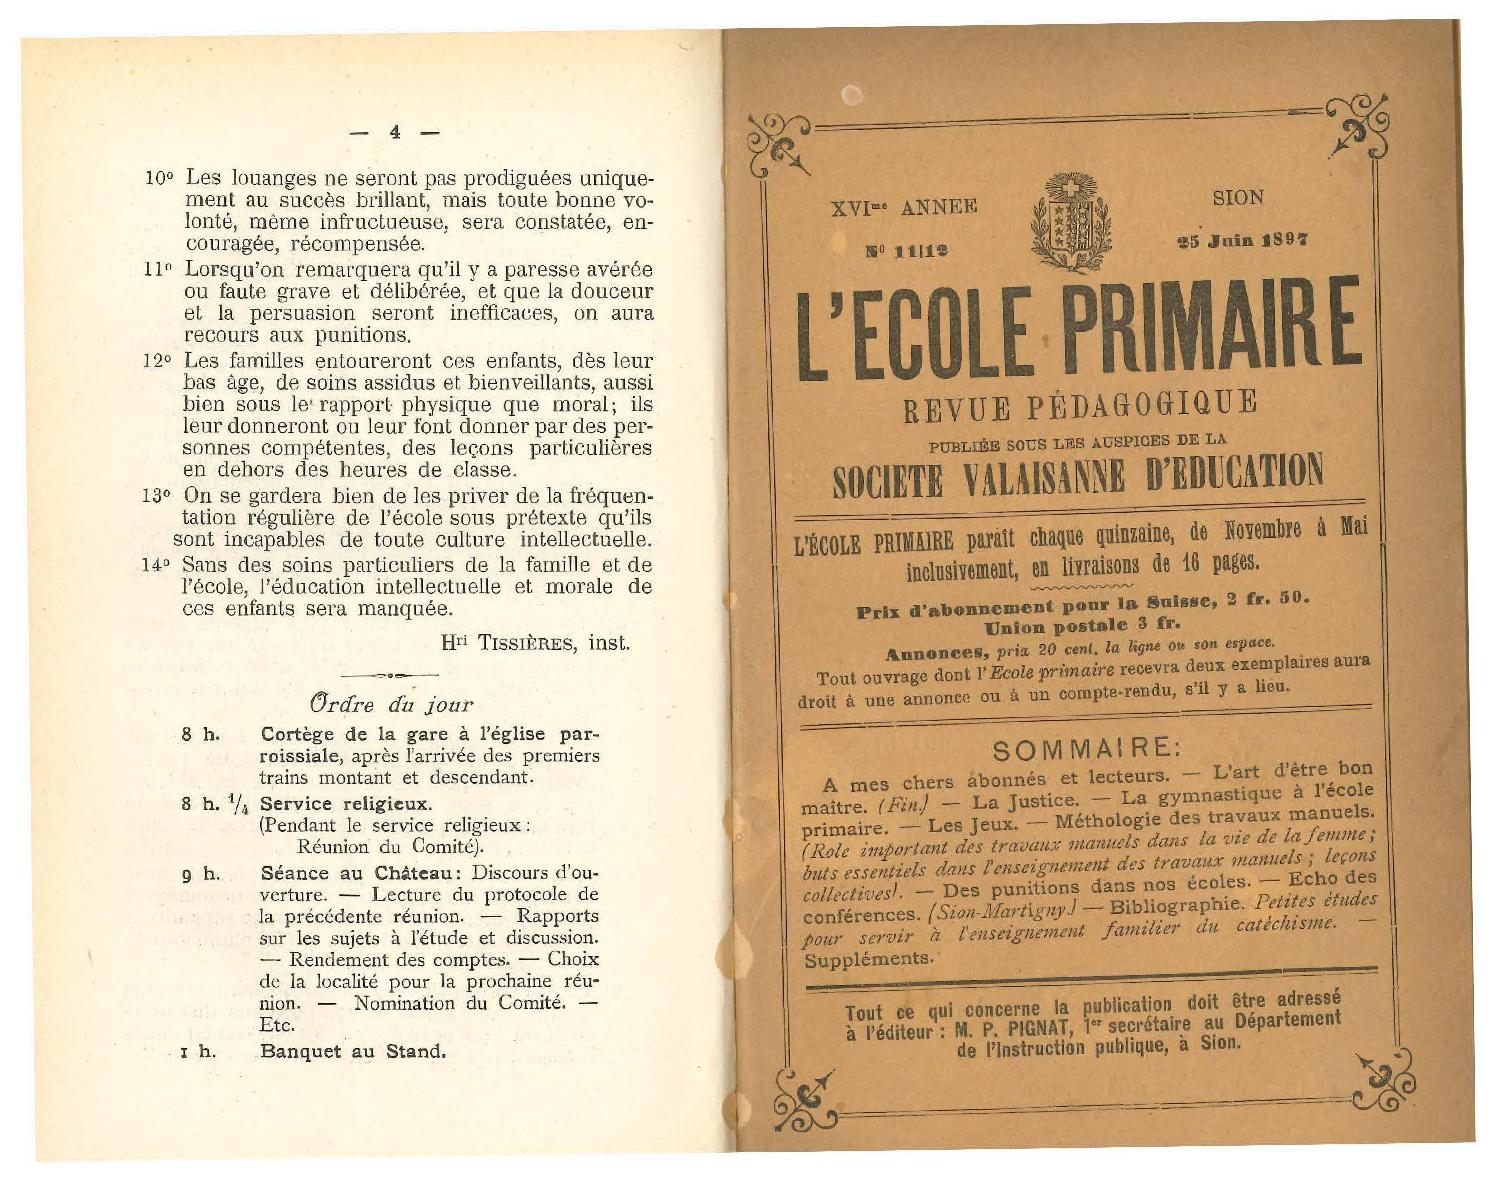 — 4 —
10º Les louanges ne seront pas prodiguées unique-
ment au succès brillant, mais toute bonne vo-
lonté, même infructueuse, sera constatée, en-
couragée, récompensée.
11º Lorsqu'on remarquera qu'il y a paresse avérée
ou faute grave et délibérée, et que la douceur
et la persuasion seront inefficaces, on aura
recours aux punitions.
12º Les familles entoureront ces enfants, dès leur
bas âge, de soins assidus et bienveillants, aussi
bien sous le rapport physique que moral; ils
leur donneront ou leur font donner par des per-
sonnes compétentes, des leçons particulières
en dehors des heures de classe.
13º On se gardera bien de les priver de la fréquen-
tation régulière de l'école sous prétexte qu'ils
sont incapables de toute culture intellectuelle.
14º Sans des soins particuliers de la famille et de
l'école, l'éducation intellectuelle et morale de
ces enfants sera manquée.
Hri TISSIÈRES, inst.
Ordre du jour
8 h. Cortège de la gare à l'église par-
roissiale, après l'arrivée des premiers
trains montant et descendant.
8 h. 1/4 Service religieux.
(Pendant le service religieux:
Réunion du Comité).
9 h. Séance au Château: Discours d'ou-
verture. — Lecture du protocole de
la précédente réunion. — Rapports
sur les sujets à l'étude et discussion.
— Rendement des comptes. — Choix
de la localité pour la prochaine réu-
nion. — Nomination du Comité. —
Etc.
1 h. Banquet au Stand.
XVIme ANNEE
SION
Nº 11|12
25 Juin 1897
L'ECOLE PRIMAIRE
REVUE PÉDAGOGIQUE
PUBLIÉE SOUS LES AUSPICES DE LA
SOCIETE VALAISANNE D'EDUCATION
L'ÉCOLE PRIMAIRE paraît chaque quinzaine, de Novembre à Mai
inclusivement, en livraisons de 16 pages.
Prix d'abonnement pour la Suisse, 2 fr. 50.
Union postale 3 fr.
Annonces, prix 20 cent. la ligne ou son espace.
Tout ouvrage dont l'Ecole primaire recevra deux exemplaires aura
droit à une annonce ou à un compte-rendu, s'il y a lieu.
SOMMAIRE:
A mes chers abonnés et lecteurs. — L'art d'être bon
maître. (Fin.) — La Justice. — La gymnastique à l'école
primaire. — Les Jeux. — Méthologie des travaux manuels.
(Role important des travaux manuels dans la vie de la femme;
buts essentiels dans l'enseignement des travaux manuels; leçons
collectives). — Des punitions dans nos écoles. — Echo des
conférences. (Sion-Martigny.) — Bibliographie. Petites études
pour servir à l'enseignement familier du catéchisme. —
Suppléments.
Tout ce qui concerne la publication doit être adressé
à l'éditeur: M. P. PIGNAT, 1er secrétaire au Département
de l'Instruction publique, à Sion.